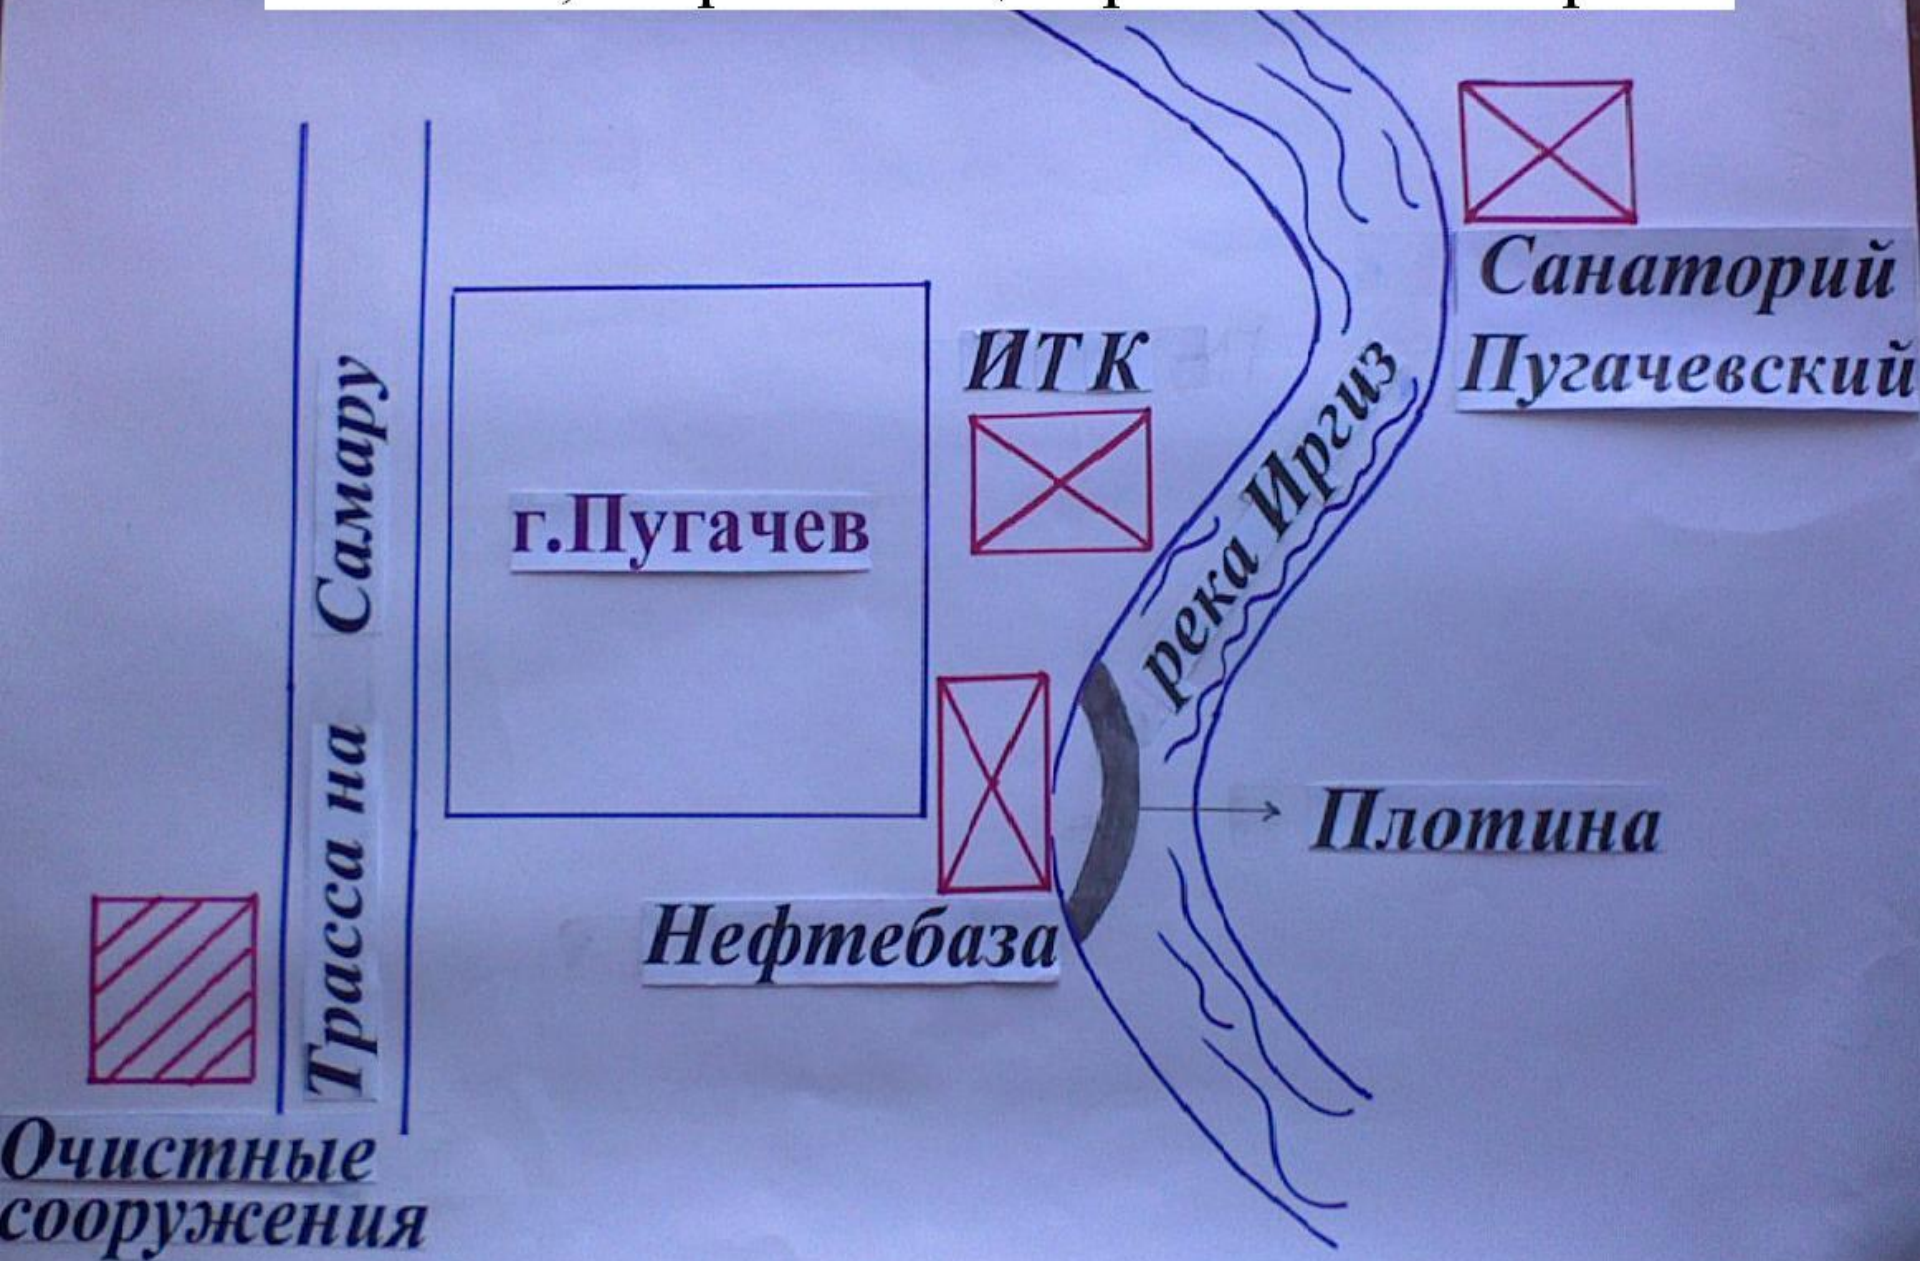 Санаторий
Пугачевский
ИТК
г.Пугачев
река Иргиз
Трасса на Самару
Плотина
Нефтебаза
Очистные
сооружения